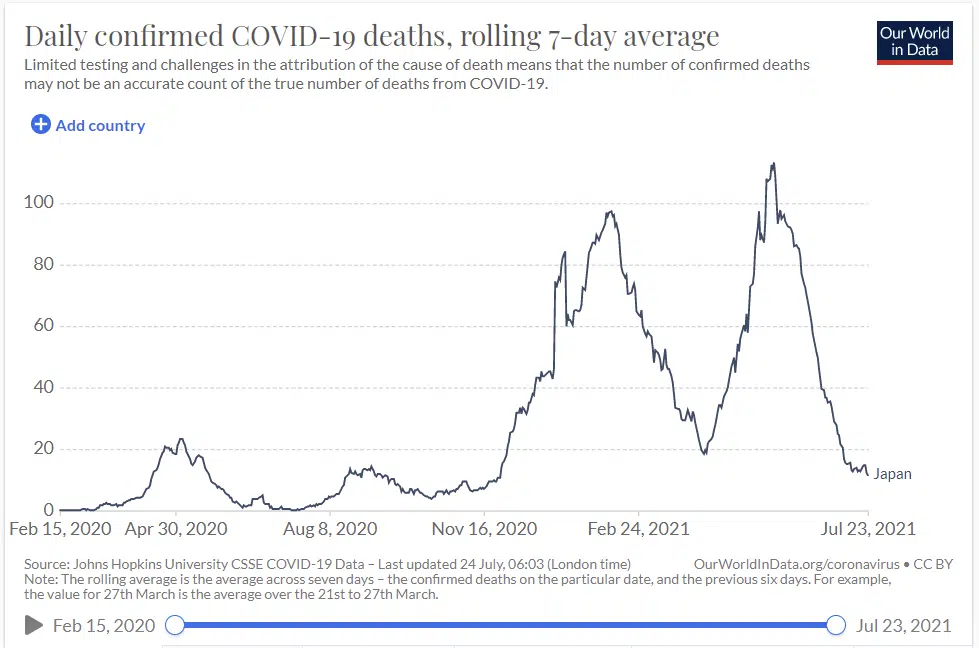 Daily confirmed COVID-19 deaths, rolling 7-day average
Our World
in Data
Limited testing and challenges in the attribution of the cause of death means that the number of confirmed deaths
may not be an accurate count of the true number of deaths from COVID-19.
Add country
100
80
60
40
20
0
Japan
Feb 15, 2020 Apr 30, 2020 Aug 8, 2020 Nov 16, 2020 Feb 24, 2021 Jul 23, 2021
Source: Johns Hopkins University CSSE COVID-19 Data – Last updated 24 July, 06:03 (London time) OurWorldInData.org/coronavirus • CC BY
Note: The rolling average is the average across seven days – the confirmed deaths on the particular date, and the previous six days. For example,
the value for 27th March is the average over the 21st to 27th March.
Feb 15, 2020 Jul 23, 2021